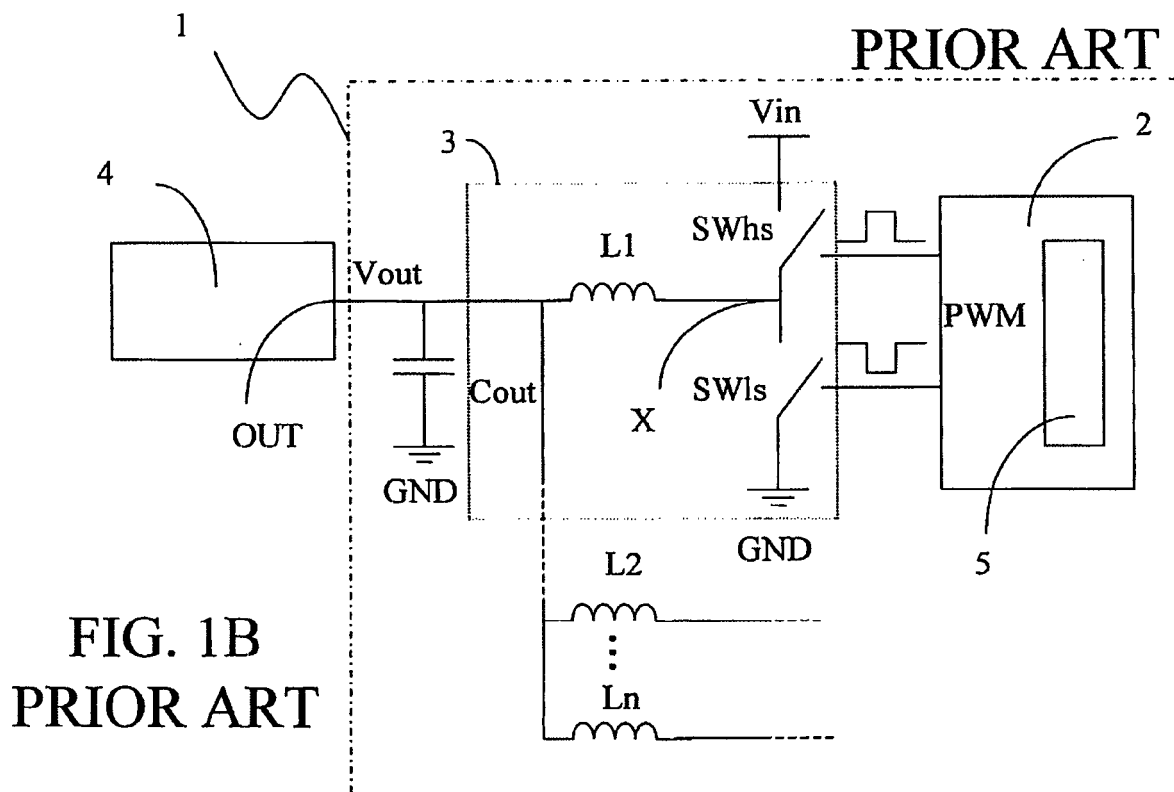 1
PRIOR ART
Vin
3
2
4
SWhs
L1
Vout
PWM
SWls
Cout
X
OUT
GND
GND
L2
5
FIG. 1B
PRIOR ART
Ln